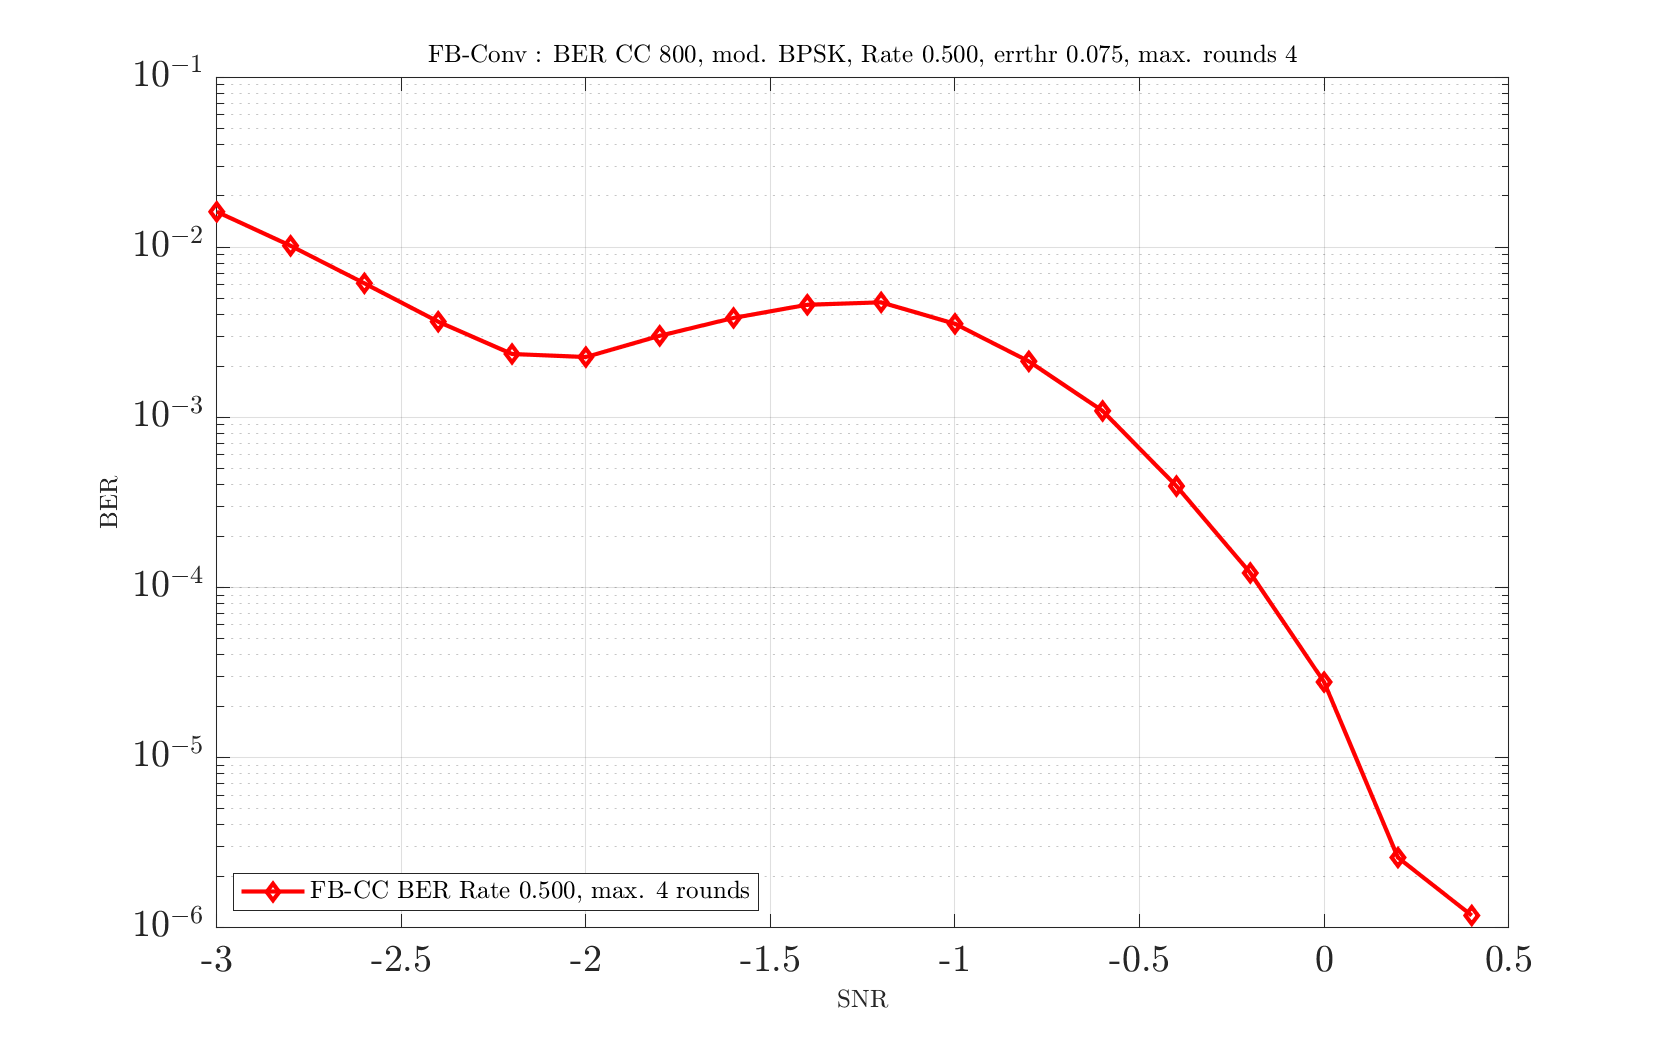 FB-Conv : BER CC 800, mod. BPSK, Rate 0.500, errthr 0.075, max. rounds 4
10^−1
10^−2
10^−3
10^−4
10^−5
10^−6
BER
FB-CC BER Rate 0.500, max. 4 rounds
-3 -2.5 -2 -1.5 -1 -0.5 0 0.5
SNR